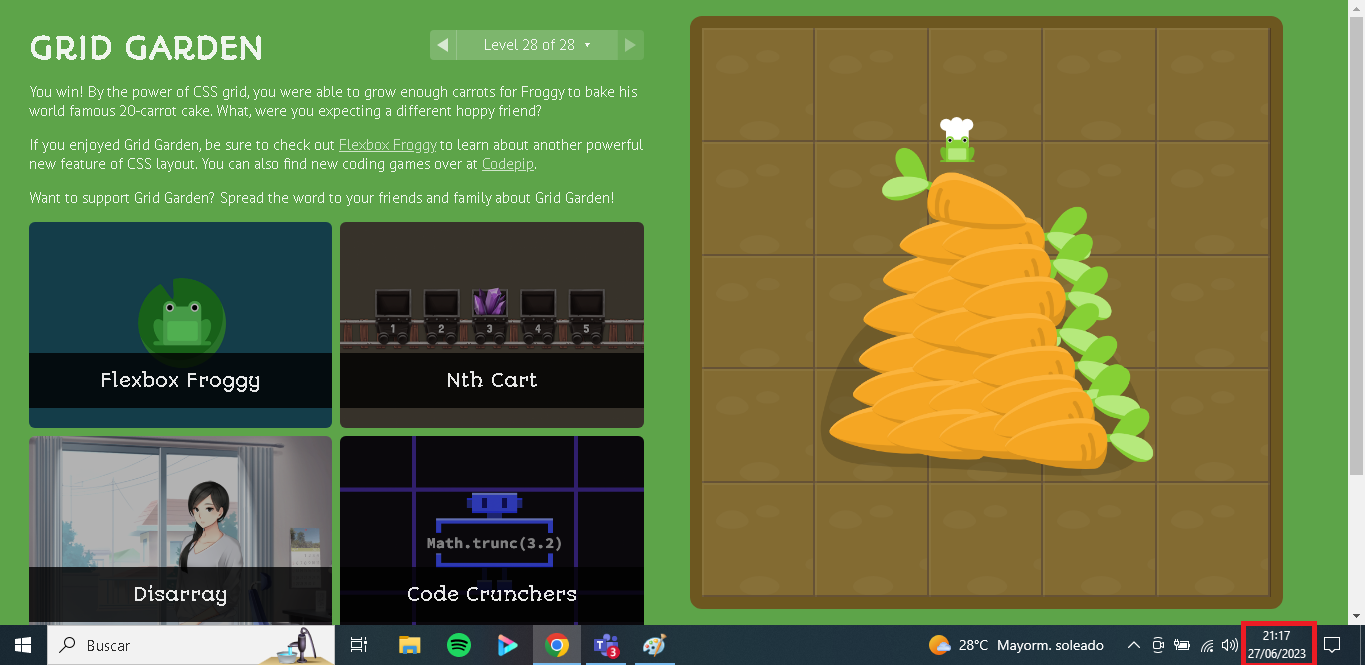 GRID GARDEN
◀ Level 28 of 28 ▾ ▶
You win! By the power of CSS grid, you were able to grow enough carrots for Froggy to bake his
world famous 20-carrot cake. What, were you expecting a different hoppy friend?
If you enjoyed Grid Garden, be sure to check out Flexbox Froggy to learn about another powerful
new feature of CSS layout. You can also find new coding games over at Codepip.
Want to support Grid Garden? Spread the word to your friends and family about Grid Garden!
Flexbox Froggy
1 2 3 4 5
Nth Cart
Disarray
Math.trunc(3.2)
Code Crunchers
Buscar
3
28°C Mayorm. soleado
21:17
27/06/2023